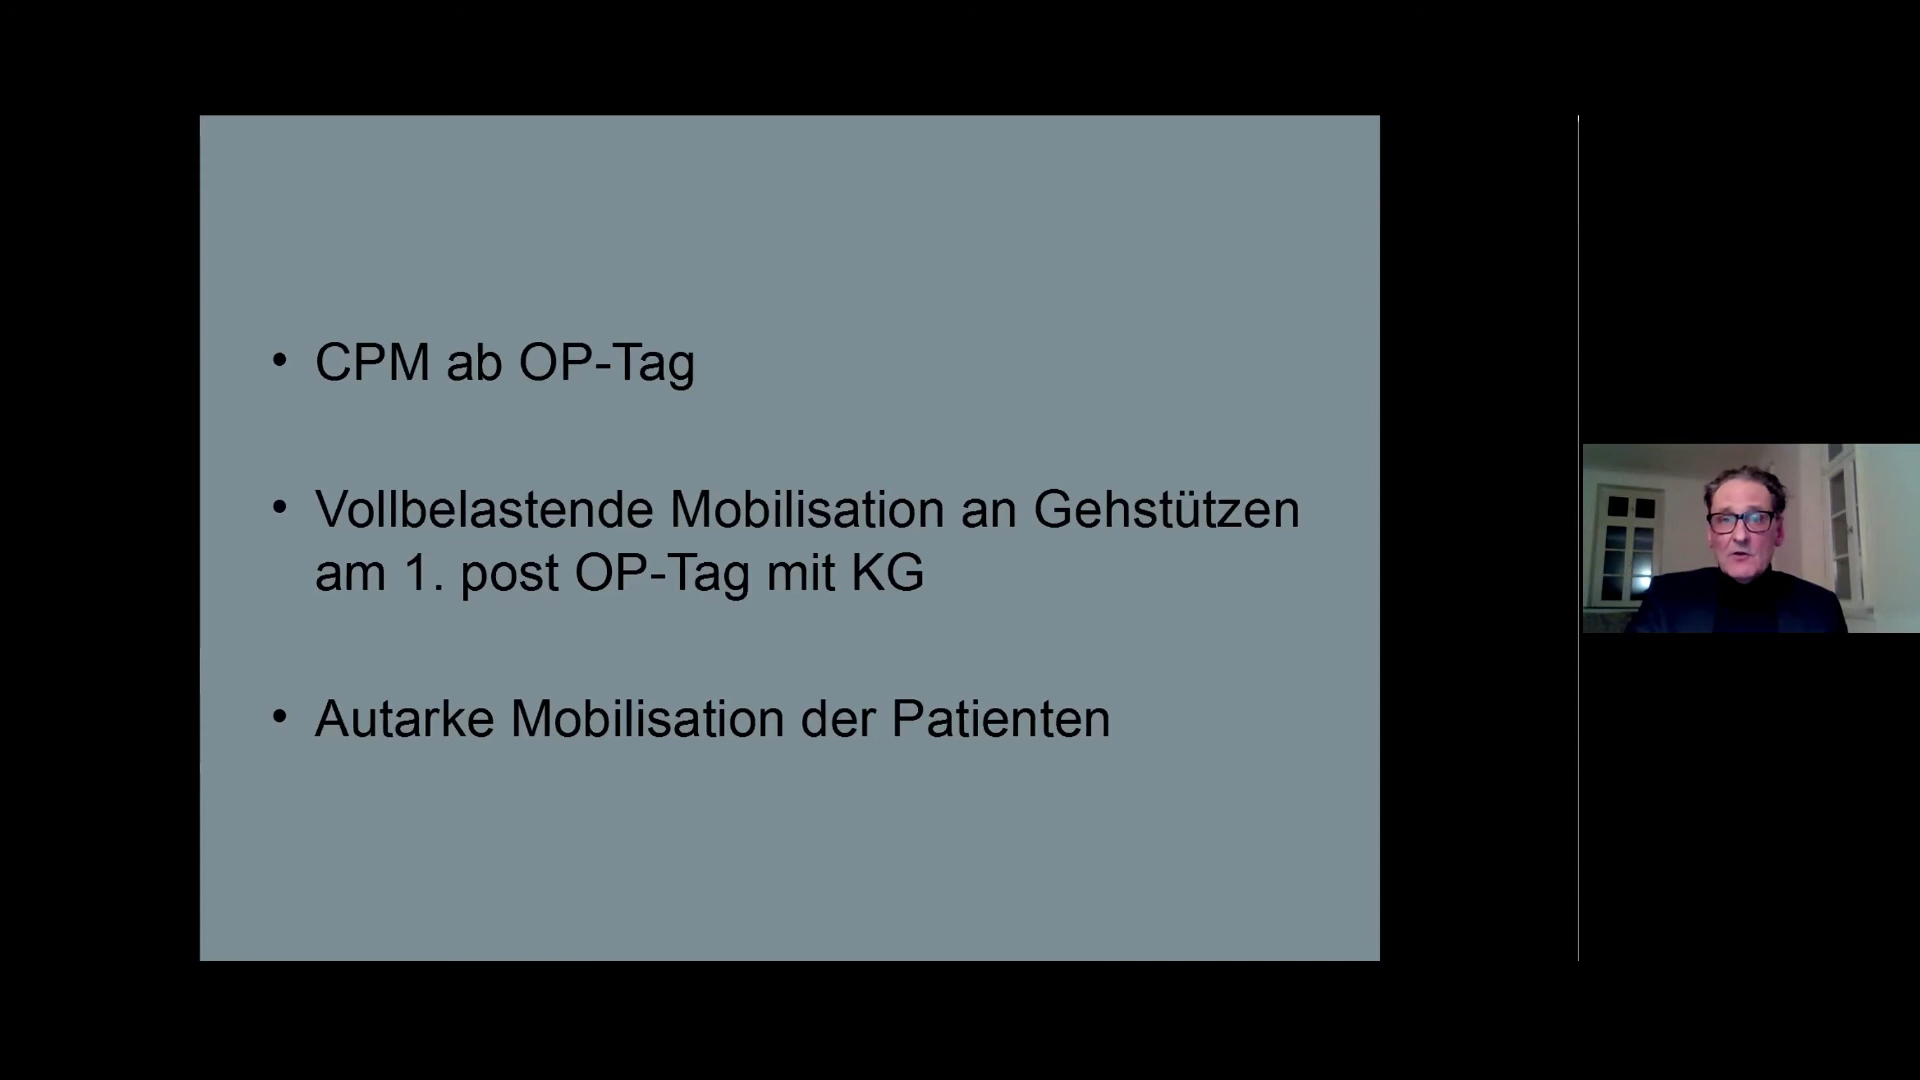 • CPM ab OP-Tag
• Vollbelastende Mobilisation an Gehstützen
am 1. post OP-Tag mit KG
• Autarke Mobilisation der Patienten